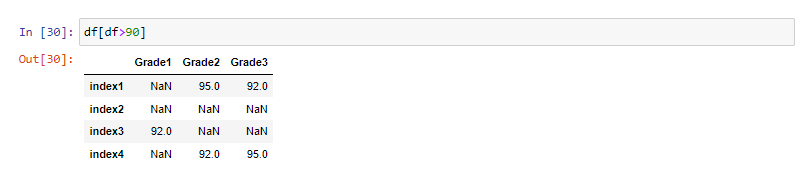 In [30]: df[df>90]
Out[30]:
Grade1 Grade2 Grade3
index1 NaN 95.0 92.0
index2 NaN NaN NaN
index3 92.0 NaN NaN
index4 NaN 92.0 95.0